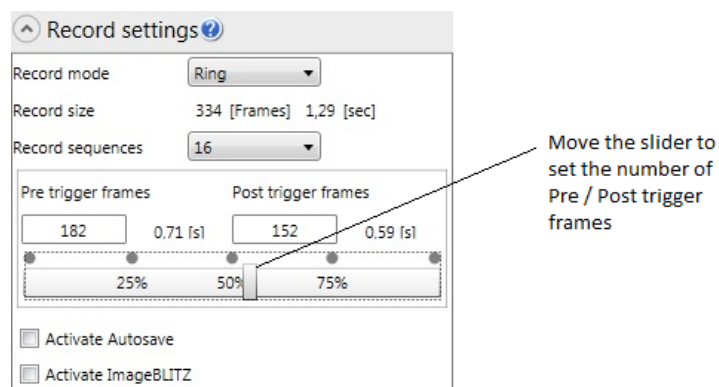 Record settings
Record mode Ring
Record size 334 [Frames] 1,29 [sec]
Record sequences 16
Pre trigger frames Post trigger frames
182 0.71 [s] 152 0.59 [s]
25% 50% 75%
Activate Autosave
Activate ImageBLITZ
Move the slider to
set the number of
Pre / Post trigger
frames